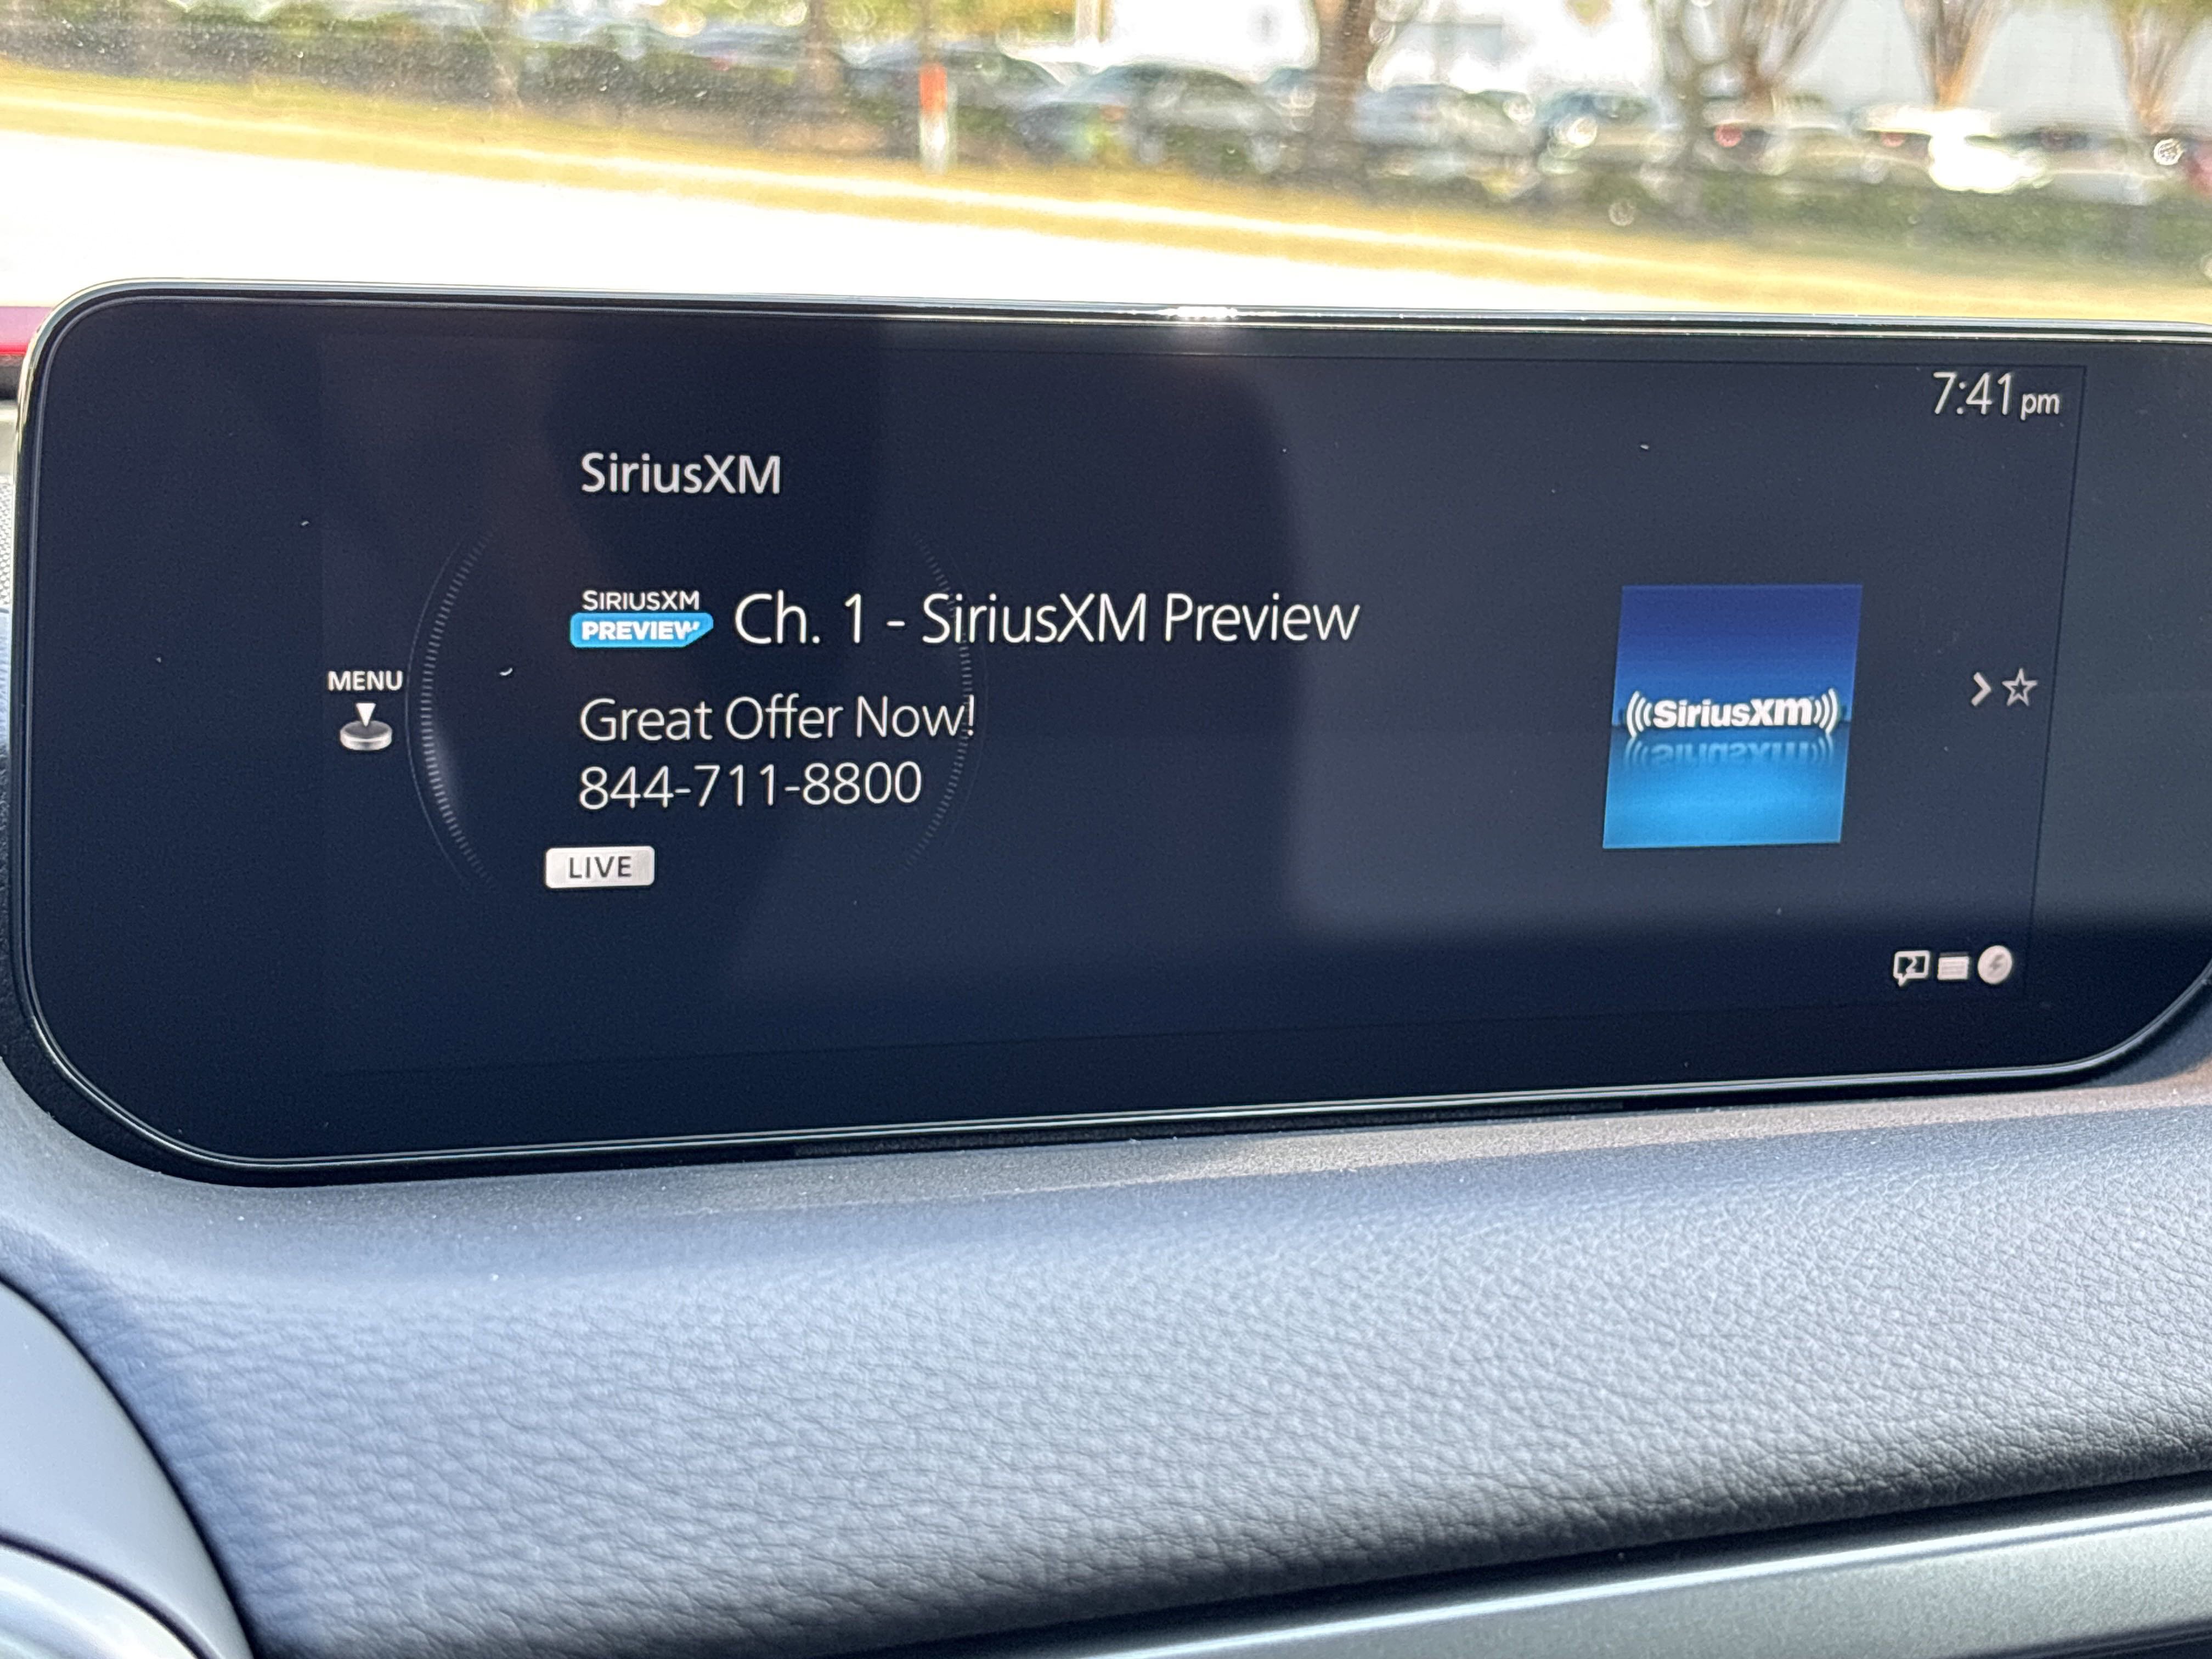 7:41 pm
SiriusXM
SIRIUSXM
PREVIEW
Ch. 1 - SiriusXM Preview
MENU
Great Offer Now!
844-711-8800
LIVE
((SiriusXM))
2